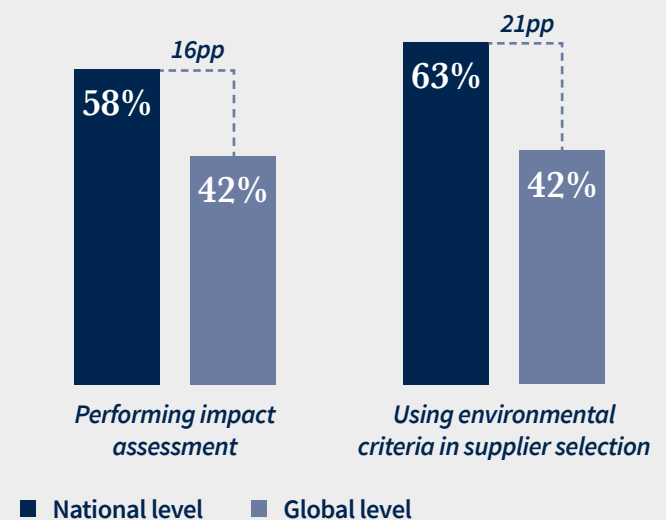 16pp
58%
42%
Performing impact
assessment
21pp
63%
42%
Using environmental
criteria in supplier selection
National level
Global level